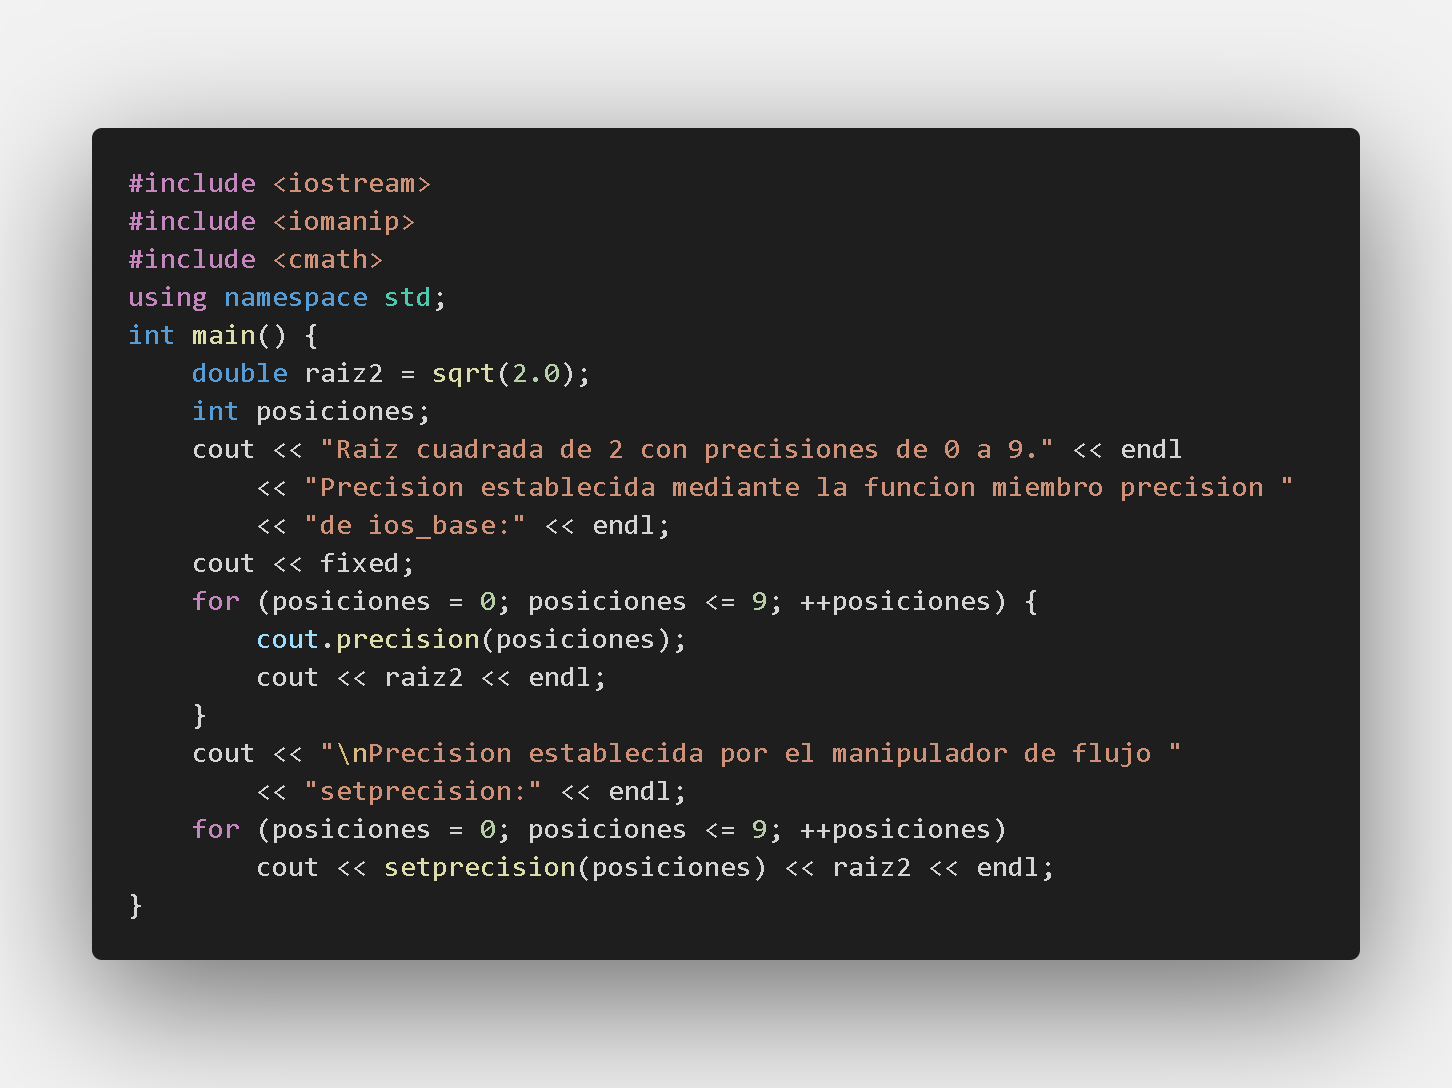 #include <iostream>
#include <iomanip>
#include <cmath>
using namespace std;
int main() {
    double raiz2 = sqrt(2.0);
    int posiciones;
    cout << "Raiz cuadrada de 2 con precisiones de 0 a 9." << endl
        << "Precision establecida mediante la funcion miembro precision "
        << "de ios_base:" << endl;
    cout << fixed;
    for (posiciones = 0; posiciones <= 9; ++posiciones) {
        cout.precision(posiciones);
        cout << raiz2 << endl;
    }
    cout << "\nPrecision establecida por el manipulador de flujo "
        << "setprecision:" << endl;
    for (posiciones = 0; posiciones <= 9; ++posiciones)
        cout << setprecision(posiciones) << raiz2 << endl;
}